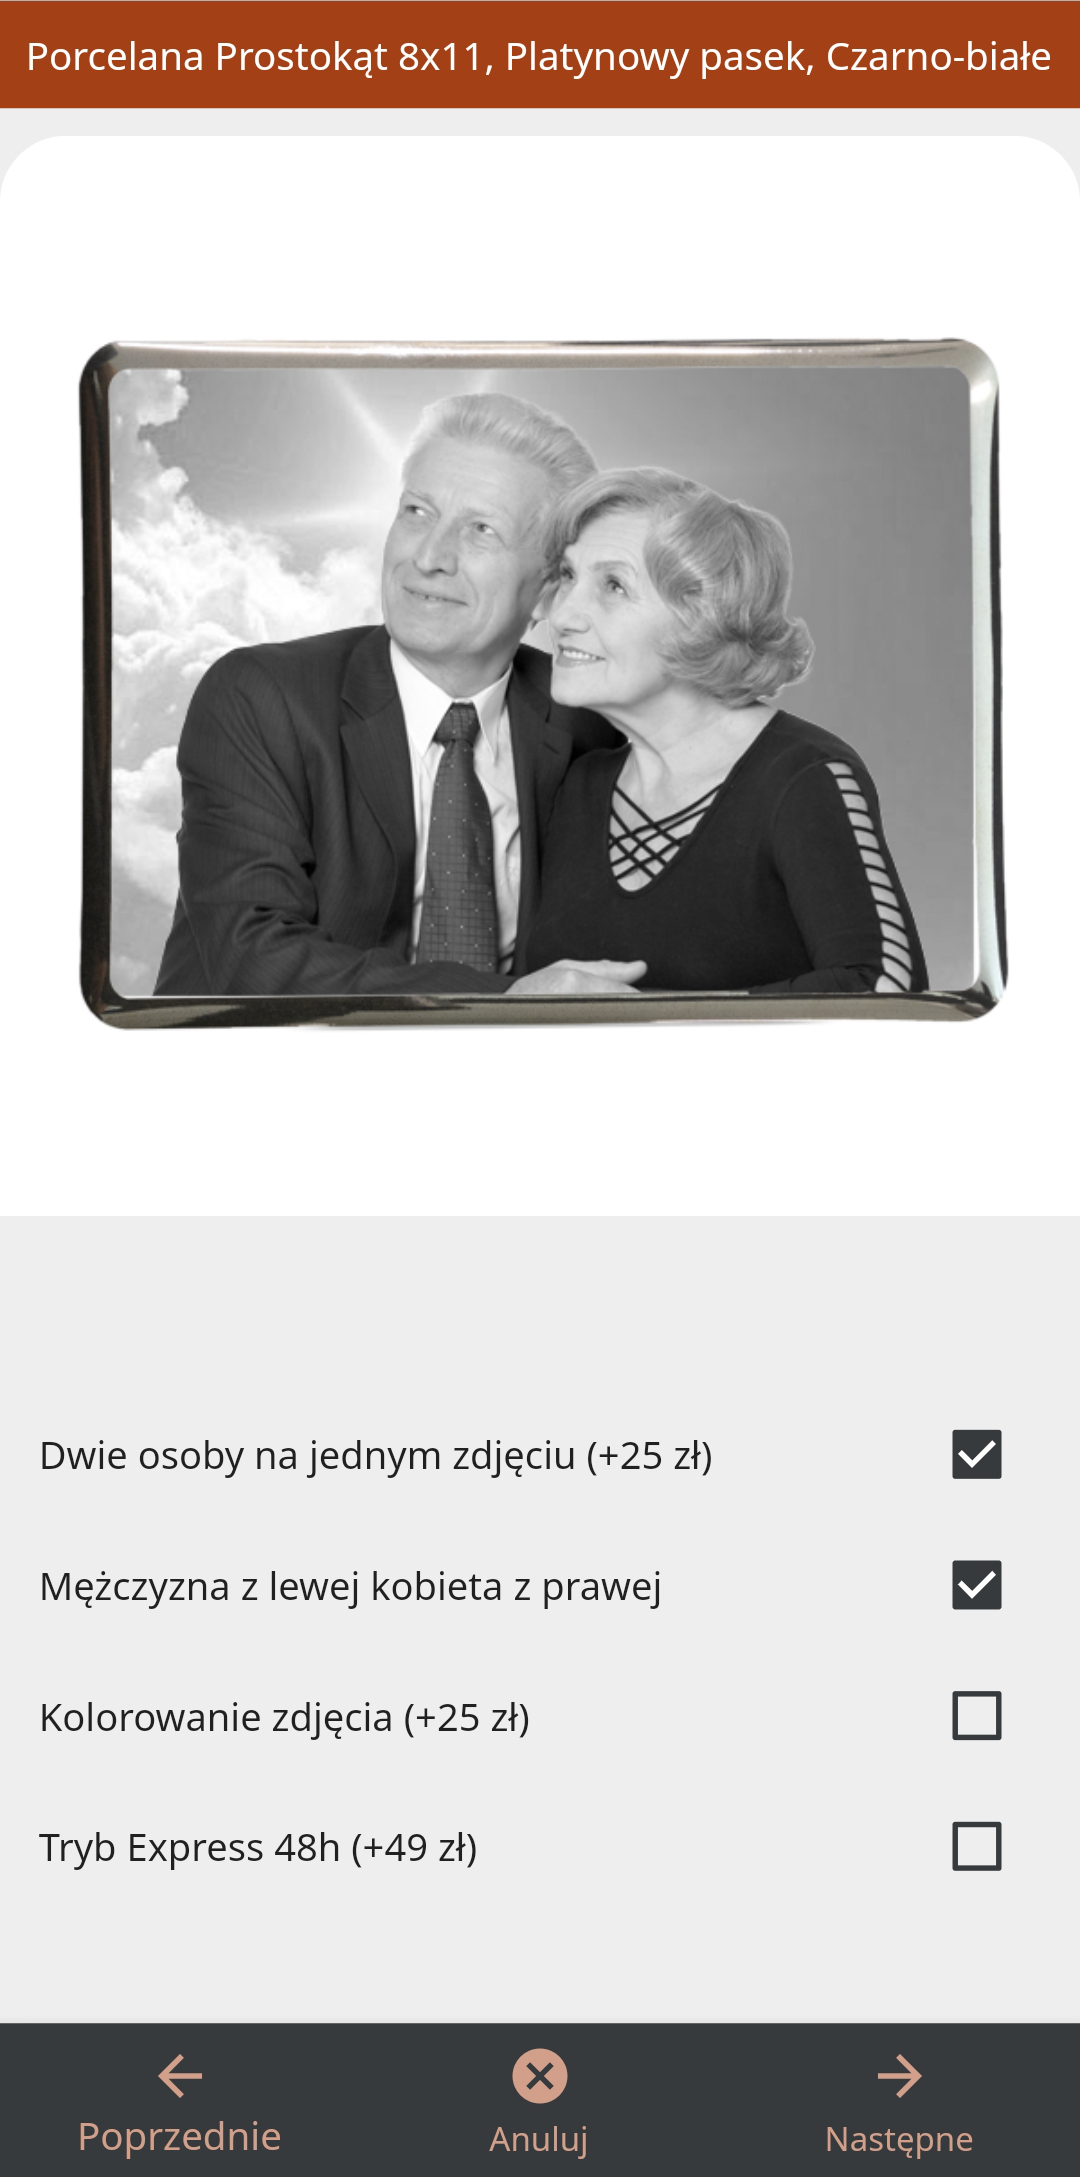 Porcelana Prostokąt 8x11, Platynowy pasek, Czarno-białe
Dwie osoby na jednym zdjęciu (+25 zł)
Mężczyzna z lewej kobieta z prawej
Kolorowanie zdjęcia (+25 zł)
Tryb Express 48h (+49 zł)
Poprzednie
Anuluj
Następne